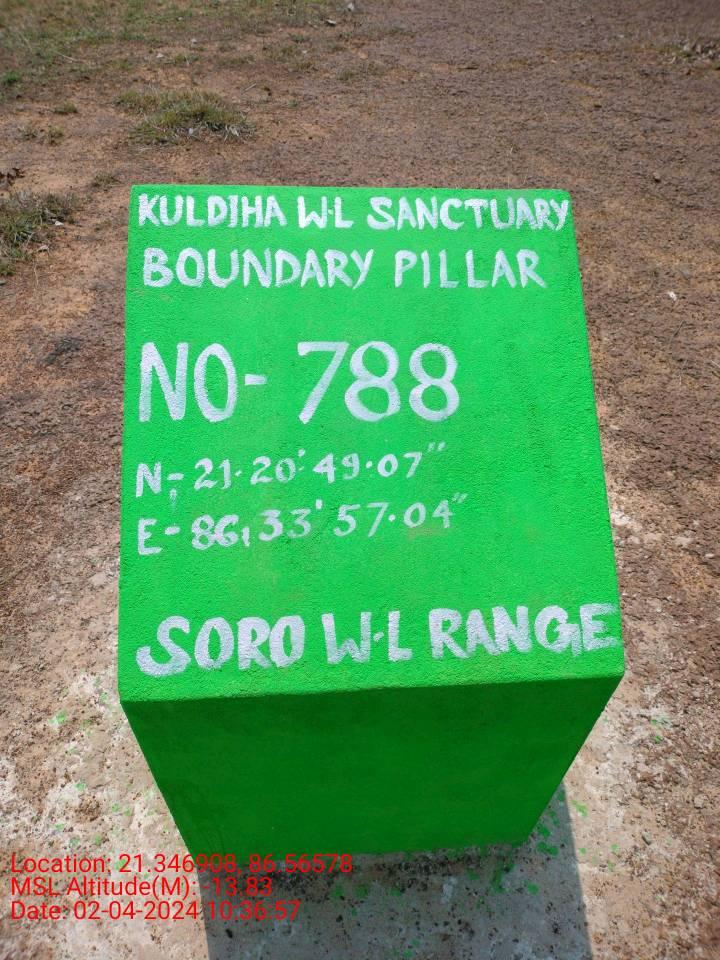 KULDIHA W.L SANCTUARY
BOUNDARY PILLAR
NO- 788
N- 21.20' 49.07"
E- 86,33' 57.04"
SORO W.L RANGE
Location: 21.346908, 86.56578
MSL Altitude(M): -13.83
Date: 02-04-2024 10:36:57